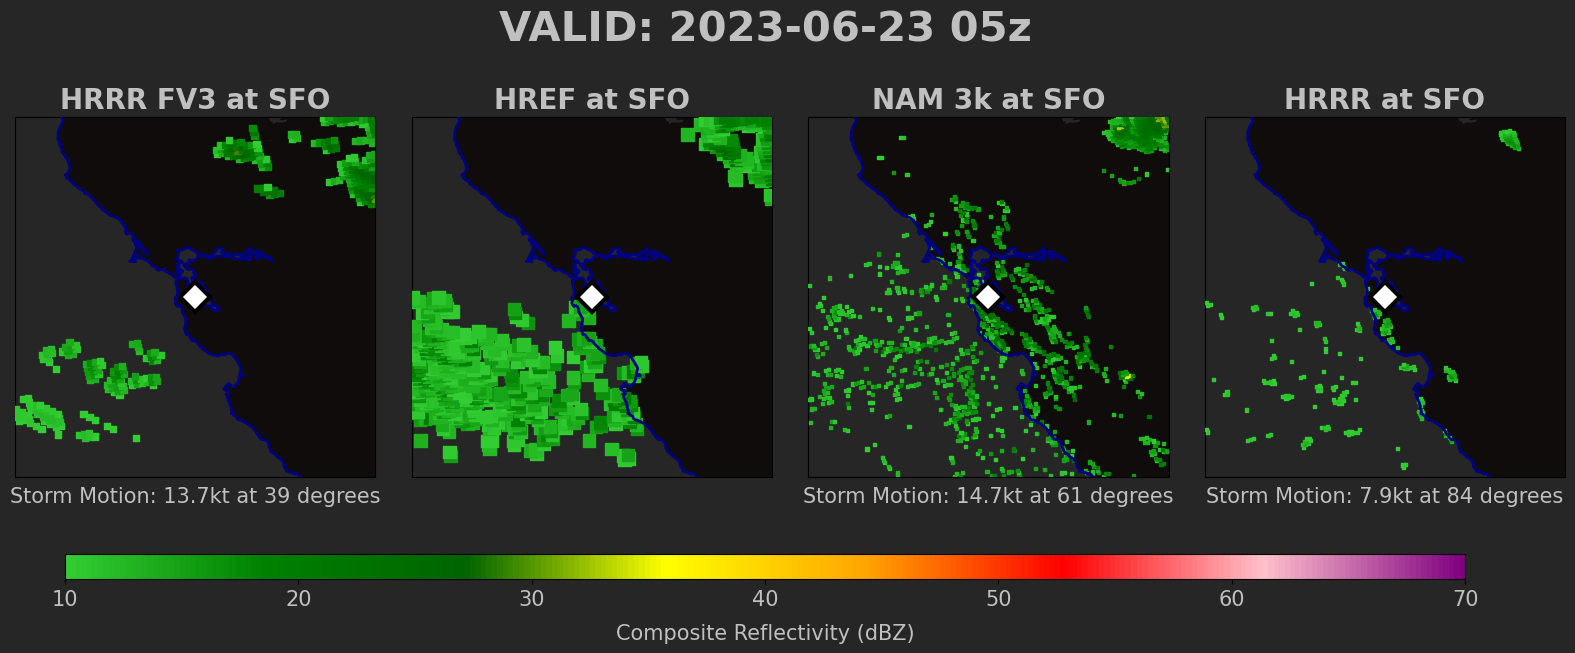 VALID: 2023-06-23 05z
HRRR FV3 at SFO
HREF at SFO
NAM 3k at SFO
HRRR at SFO
Storm Motion: 13.7kt at 39 degrees
Storm Motion: 14.7kt at 61 degrees
Storm Motion: 7.9kt at 84 degrees
10 20 30 40 50 60 70
Composite Reflectivity (dBZ)